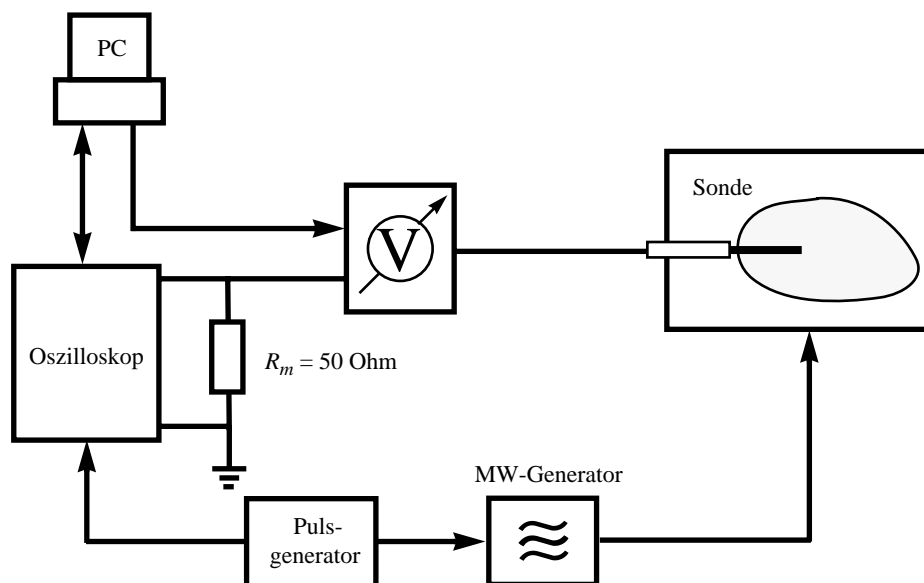 PC
Sonde
V
Oszilloskop
R_m = 50 Ohm
MW-Generator
Puls-
generator